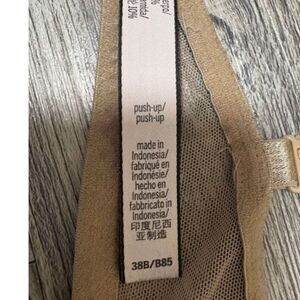 10%
push-up/
push-up
made in
Indonesia/
fabriqué en
Indonésie/
hecho en
Indonesia/
fabbricato in
Indonesia/
印度尼西
亚制造
38B/B85